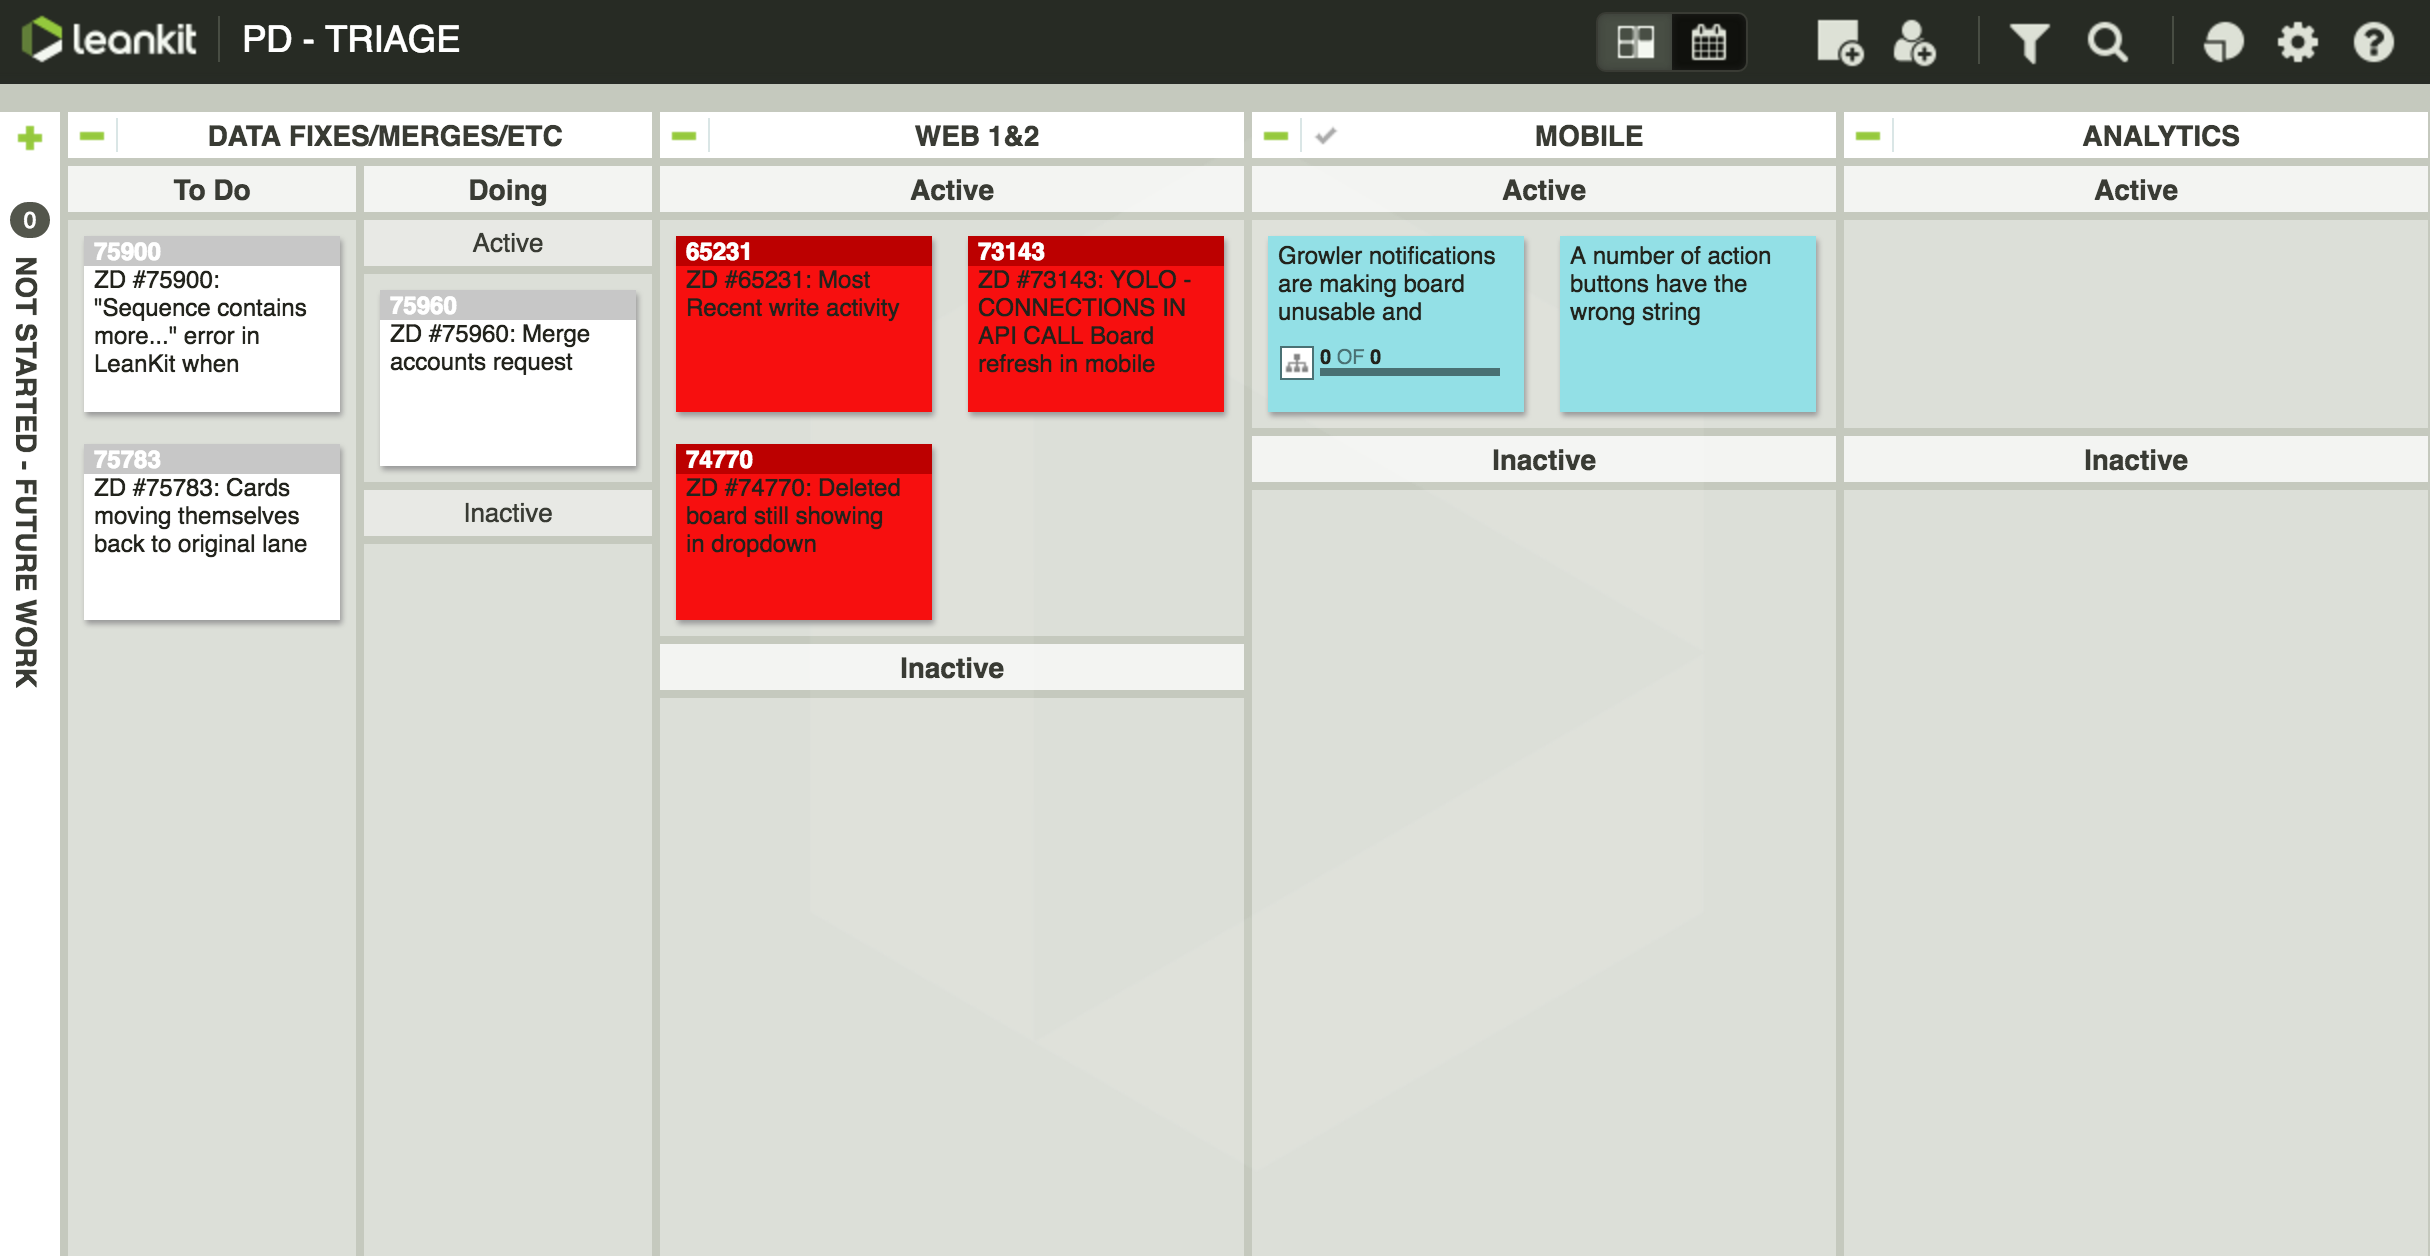 leankit
PD - TRIAGE
0
NOT STARTED - FUTURE WORK
DATA FIXES/MERGES/ETC
To Do
75900
ZD #75900:
"Sequence contains
more..." error in
LeanKit when
75783
ZD #75783: Cards
moving themselves
back to original lane
Doing
Active
75960
ZD #75960: Merge
accounts request
Inactive
WEB 1&2
Active
65231
ZD #65231: Most
Recent write activity
73143
ZD #73143: YOLO -
CONNECTIONS IN
API CALL Board
refresh in mobile
74770
ZD #74770: Deleted
board still showing
in dropdown
Inactive
MOBILE
Active
Growler notifications
are making board
unusable and
0 OF 0
A number of action
buttons have the
wrong string
Inactive
ANALYTICS
Active
Inactive